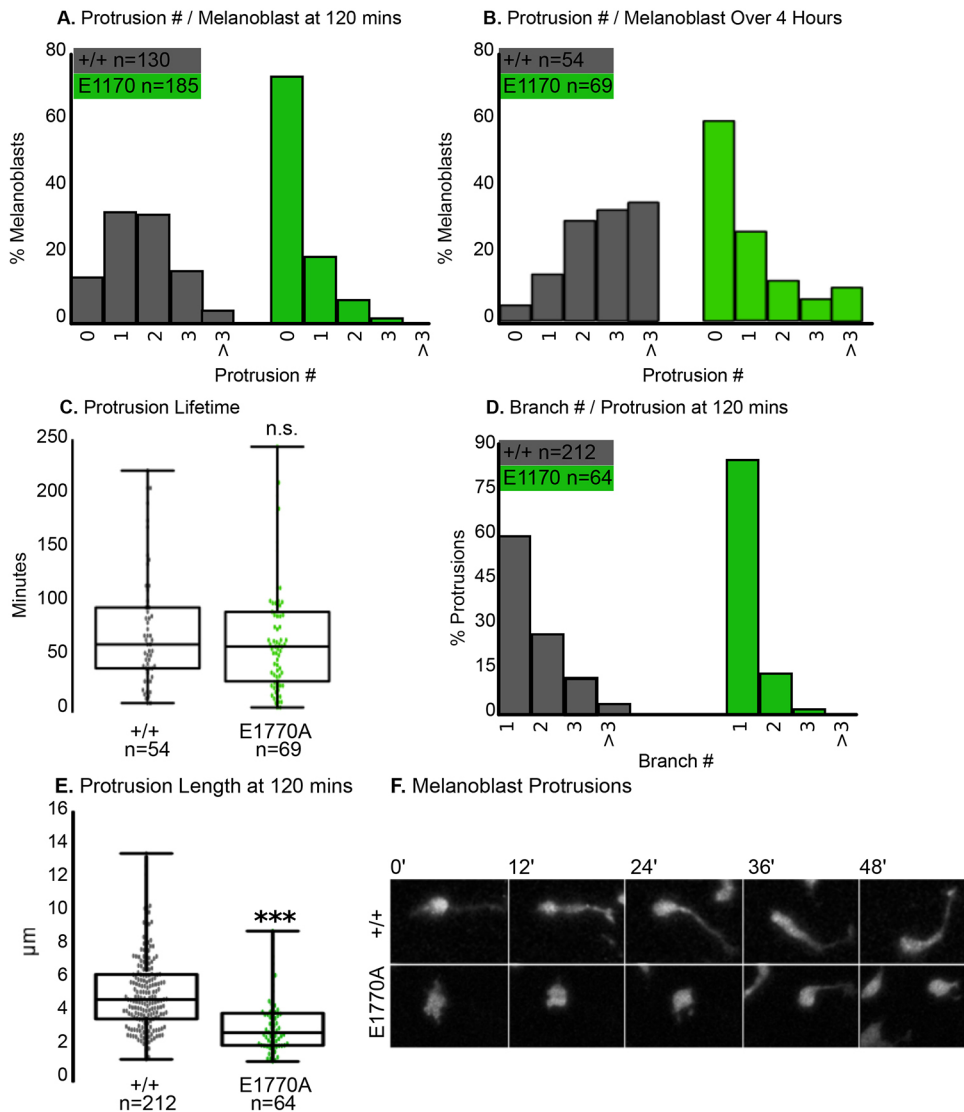 A. Protrusion # / Melanoblast at 120 mins
80
60
40
20
0
% Melanoblasts
+/+ n=130
E1170 n=185
0
1
2
3
>3
0
1
2
3
>3
Protrusion #
B. Protrusion # / Melanoblast Over 4 Hours
80
60
40
20
0
% Melanoblasts
+/+ n=54
E1170 n=69
0
1
2
3
>3
0
1
2
3
>3
Protrusion #
C. Protrusion Lifetime
250
200
150
100
50
0
Minutes
n.s.
+/+
n=54
E1770A
n=69
D. Branch # / Protrusion at 120 mins
90
75
60
45
30
15
0
% Protrusions
+/+ n=212
E1170 n=64
1
2
3
>3
1
2
3
>3
Branch #
E. Protrusion Length at 120 mins
16
14
12
10
8
6
4
2
0
µm
***
+/+
n=212
E1770A
n=64
F. Melanoblast Protrusions
0'
12'
24'
36'
48'
+/+
E1770A